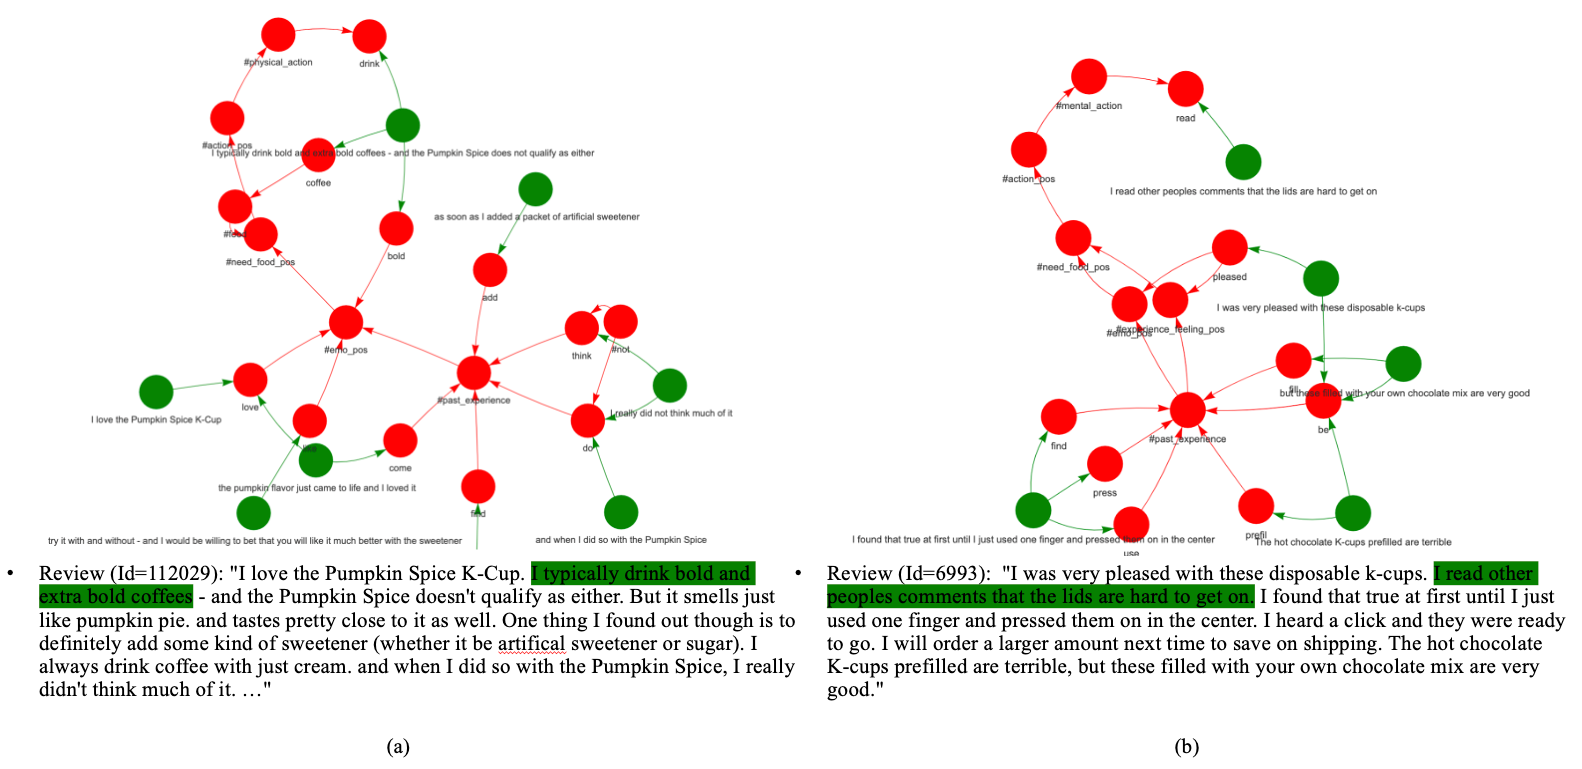 #physical_action
drink
#action_pos
I typically drink bold and extra bold coffees - and the Pumpkin Spice does not qualify as either
coffee
as soon as I added a packet of artificial sweetener
#food
#need_food_pos
bold
add
#emo_pos
think
#not
#past_experience
love
I love the Pumpkin Spice K-Cup
I really did not think much of it
like
do
come
the pumpkin flavor just came to life and I loved it
find
try it with and without - and I would be willing to bet that you will like it much better with the sweetener
and when I did so with the Pumpkin Spice
• Review (Id=112029): "I love the Pumpkin Spice K-Cup. I typically drink bold and
extra bold coffees - and the Pumpkin Spice doesn't qualify as either. But it smells just
like pumpkin pie. and tastes pretty close to it as well. One thing I found out though is to
definitely add some kind of sweetener (whether it be artifical sweetener or sugar). I
always drink coffee with just cream. and when I did so with the Pumpkin Spice, I really
didn't think much of it. …"
(a)
#mental_action
read
#action_pos
I read other peoples comments that the lids are hard to get on
#need_food_pos
pleased
I was very pleased with these disposable k-cups
#emo_pos
#experience_feeling_pos
fill
but these filled with your own chocolate mix are very good
be
#past_experience
find
press
prefil
I found that true at first until I just used one finger and pressed them on in the center
use
The hot chocolate K-cups prefilled are terrible
• Review (Id=6993): "I was very pleased with these disposable k-cups. I read other
peoples comments that the lids are hard to get on. I found that true at first until I just
used one finger and pressed them on in the center. I heard a click and they were ready
to go. I will order a larger amount next time to save on shipping. The hot chocolate
K-cups prefilled are terrible, but these filled with your own chocolate mix are very
good."
(b)